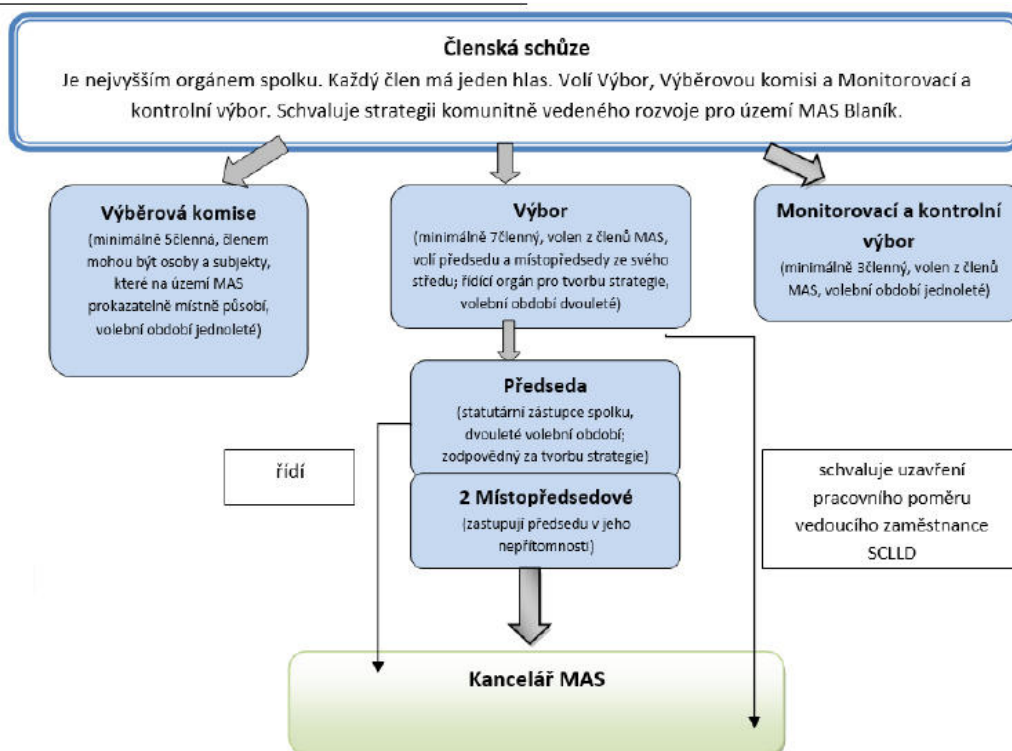 Členská schůze
Je nejvyšším orgánem spolku. Každý člen má jeden hlas. Volí Výbor, Výběrovou komisi a Monitorovací a
kontrolní výbor. Schvaluje strategii komunitně vedeného rozvoje pro území MAS Blaník.
Výběrová komise
(minimálně 5členná, členem
mohou být osoby a subjekty,
které na území MAS
prokazatelně místně působí,
volební období jednoleté)
Výbor
(minimálně 7členný, volen z členů MAS,
volí předsedu a místopředsedy ze svého
středu; řídící orgán pro tvorbu strategie,
volební období dvouleté)
Monitorovací a kontrolní
výbor
(minimálně 3členný, volen z členů
MAS, volební období jednoleté)
Předseda
(statutární zástupce spolku,
dvouleté volební období;
zodpovědný za tvorbu strategie)
řídí
2 Místopředsedové
(zastupují předsedu v jeho
nepřítomnosti)
schvaluje uzavření
pracovního poměru
vedoucího zaměstnance
SCLLD
Kancelář MAS